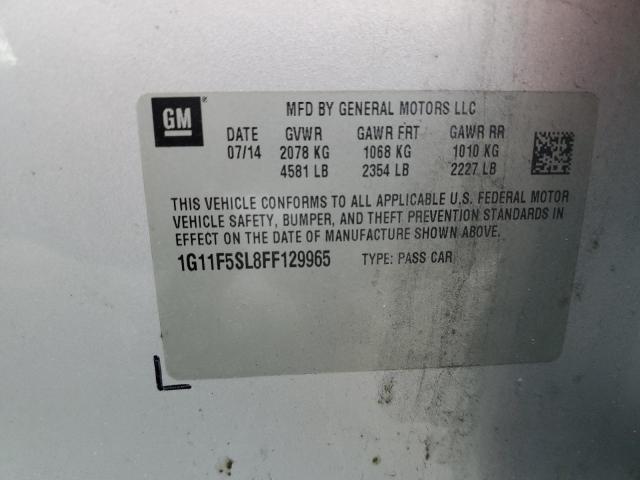 GM
MFD BY GENERAL MOTORS LLC
DATE GVWR GAWR FRT GAWR RR
07/14 2078 KG 1068 KG 1010 KG
4581 LB 2354 LB 2227 LB
THIS VEHICLE CONFORMS TO ALL APPLICABLE U.S. FEDERAL MOTOR
VEHICLE SAFETY, BUMPER, AND THEFT PREVENTION STANDARDS IN
EFFECT ON THE DATE OF MANUFACTURE SHOWN ABOVE.
1G11F5SL8FF129965 TYPE: PASS CAR